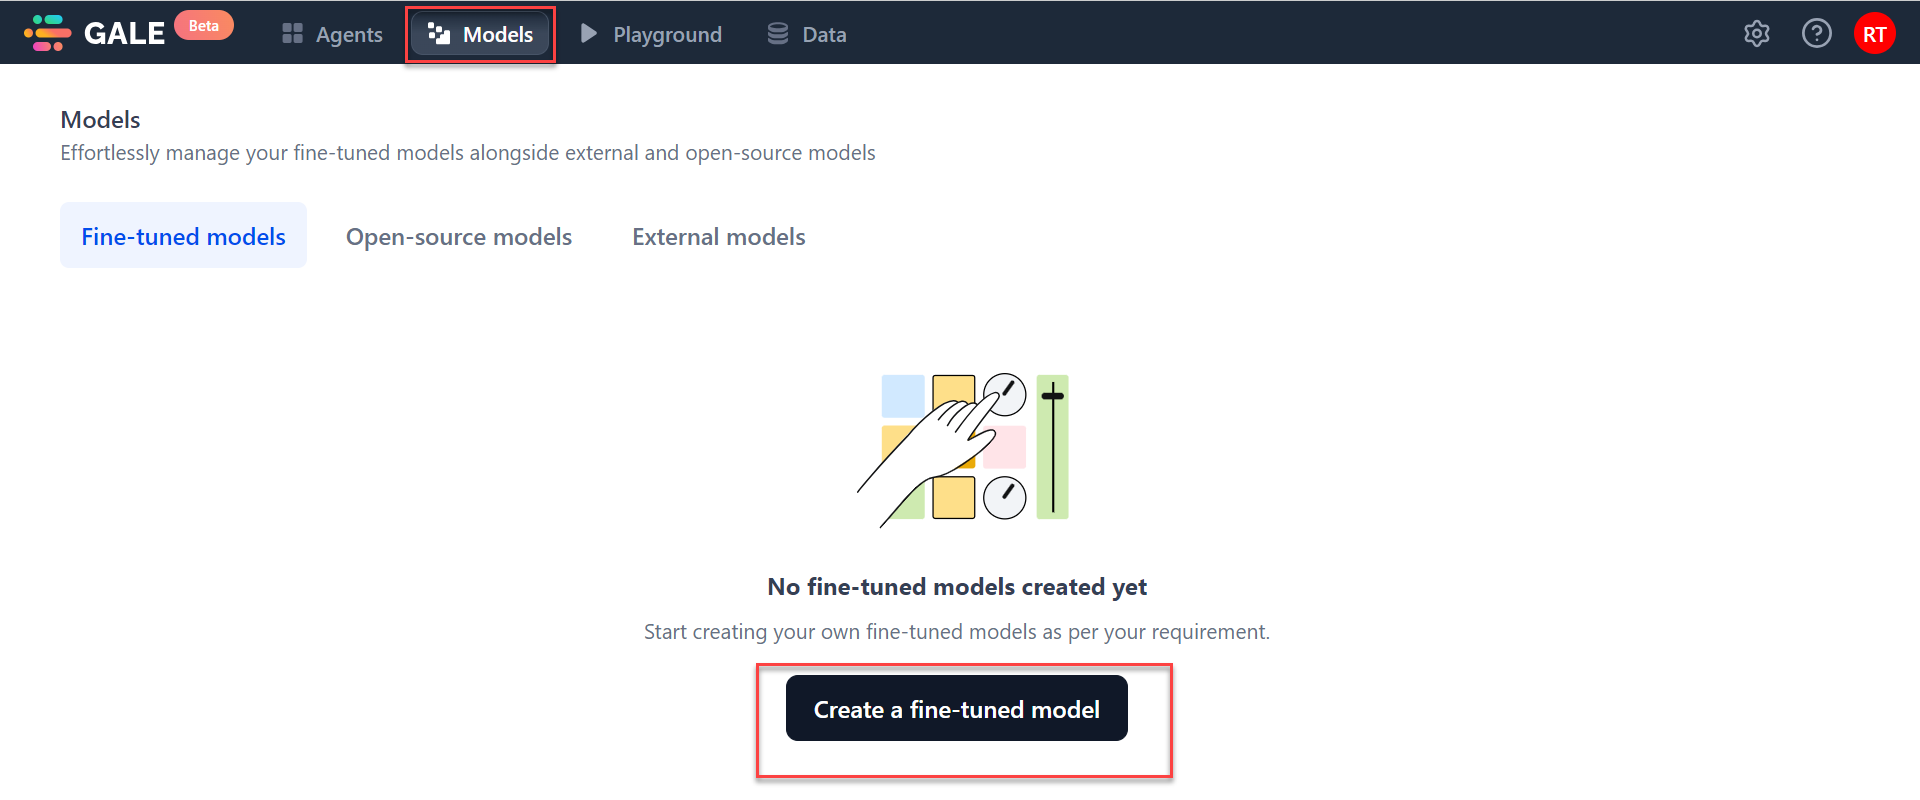 GALE Beta Agents Models Playground Data RT
Models
Effortlessly manage your fine-tuned models alongside external and open-source models
Fine-tuned models Open-source models External models
No fine-tuned models created yet
Start creating your own fine-tuned models as per your requirement.
Create a fine-tuned model